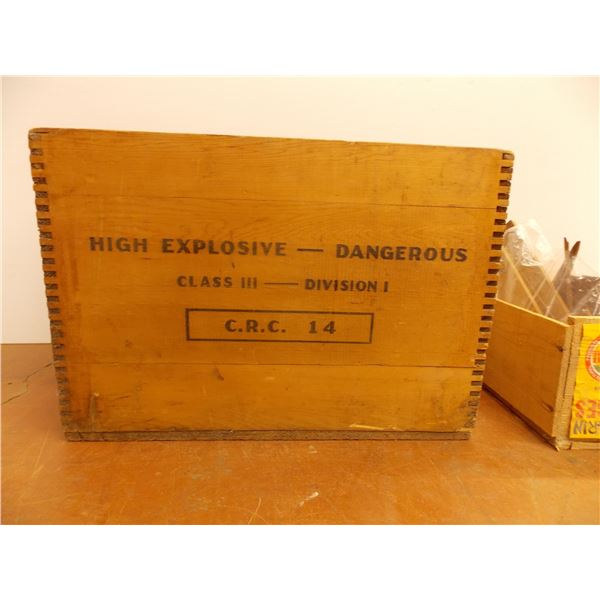 HIGH EXPLOSIVE — DANGEROUS
CLASS III — DIVISION I
C.R.C. 14